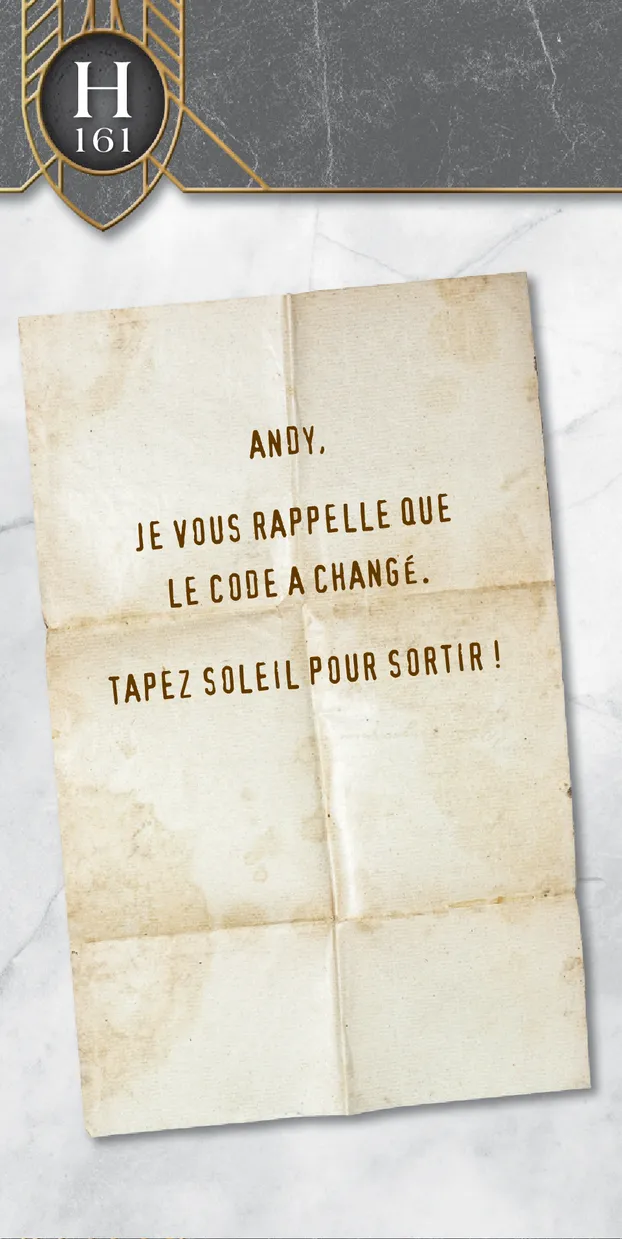 H
161
ANDY,
JE VOUS RAPPELLE QUE
LE CODE A CHANGÉ.
TAPEZ SOLEIL POUR SORTIR !